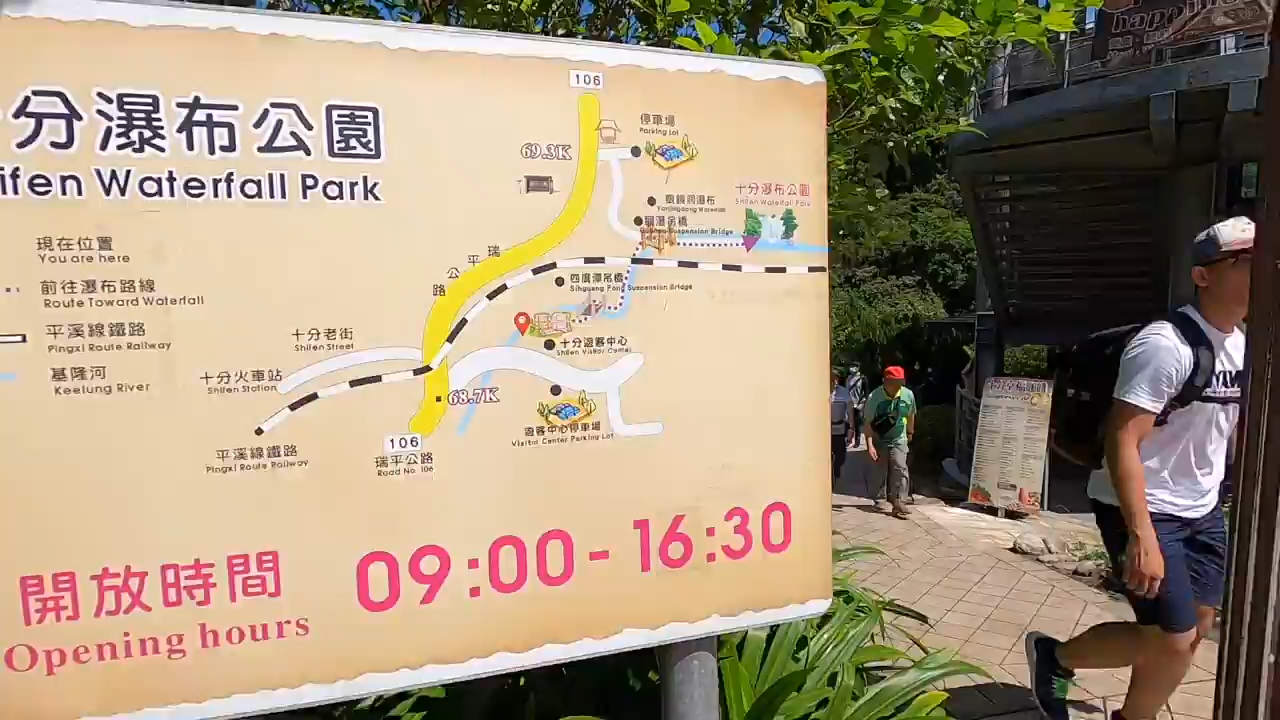 十分瀑布公園
ifen Waterfall Park
現在位置
You are here
前往瀑布路線
Route Toward Waterfall
平溪線鐵路
Pingxi Route Railway
基隆河
Keelung River
106
69.3K
停車場
Parking Lot
眼鏡洞瀑布
Yanjingdong Waterfall
觀瀑吊橋
Suspension Bridge
十分瀑布公園
Shifen Waterfall Park
瑞
平
公
路
四廣潭吊橋
Sihguang Pond Suspension Bridge
十分遊客中心
Shifen Visitor Center
十分老街
Shifen Street
十分火車站
Shifen Station
68.7K
遊客中心停車場
Visitor Center Parking Lot
106
瑞平公路
Road No. 106
平溪線鐵路
Pingxi Route Railway
開放時間
Opening hours
09:00-16:30
happiness